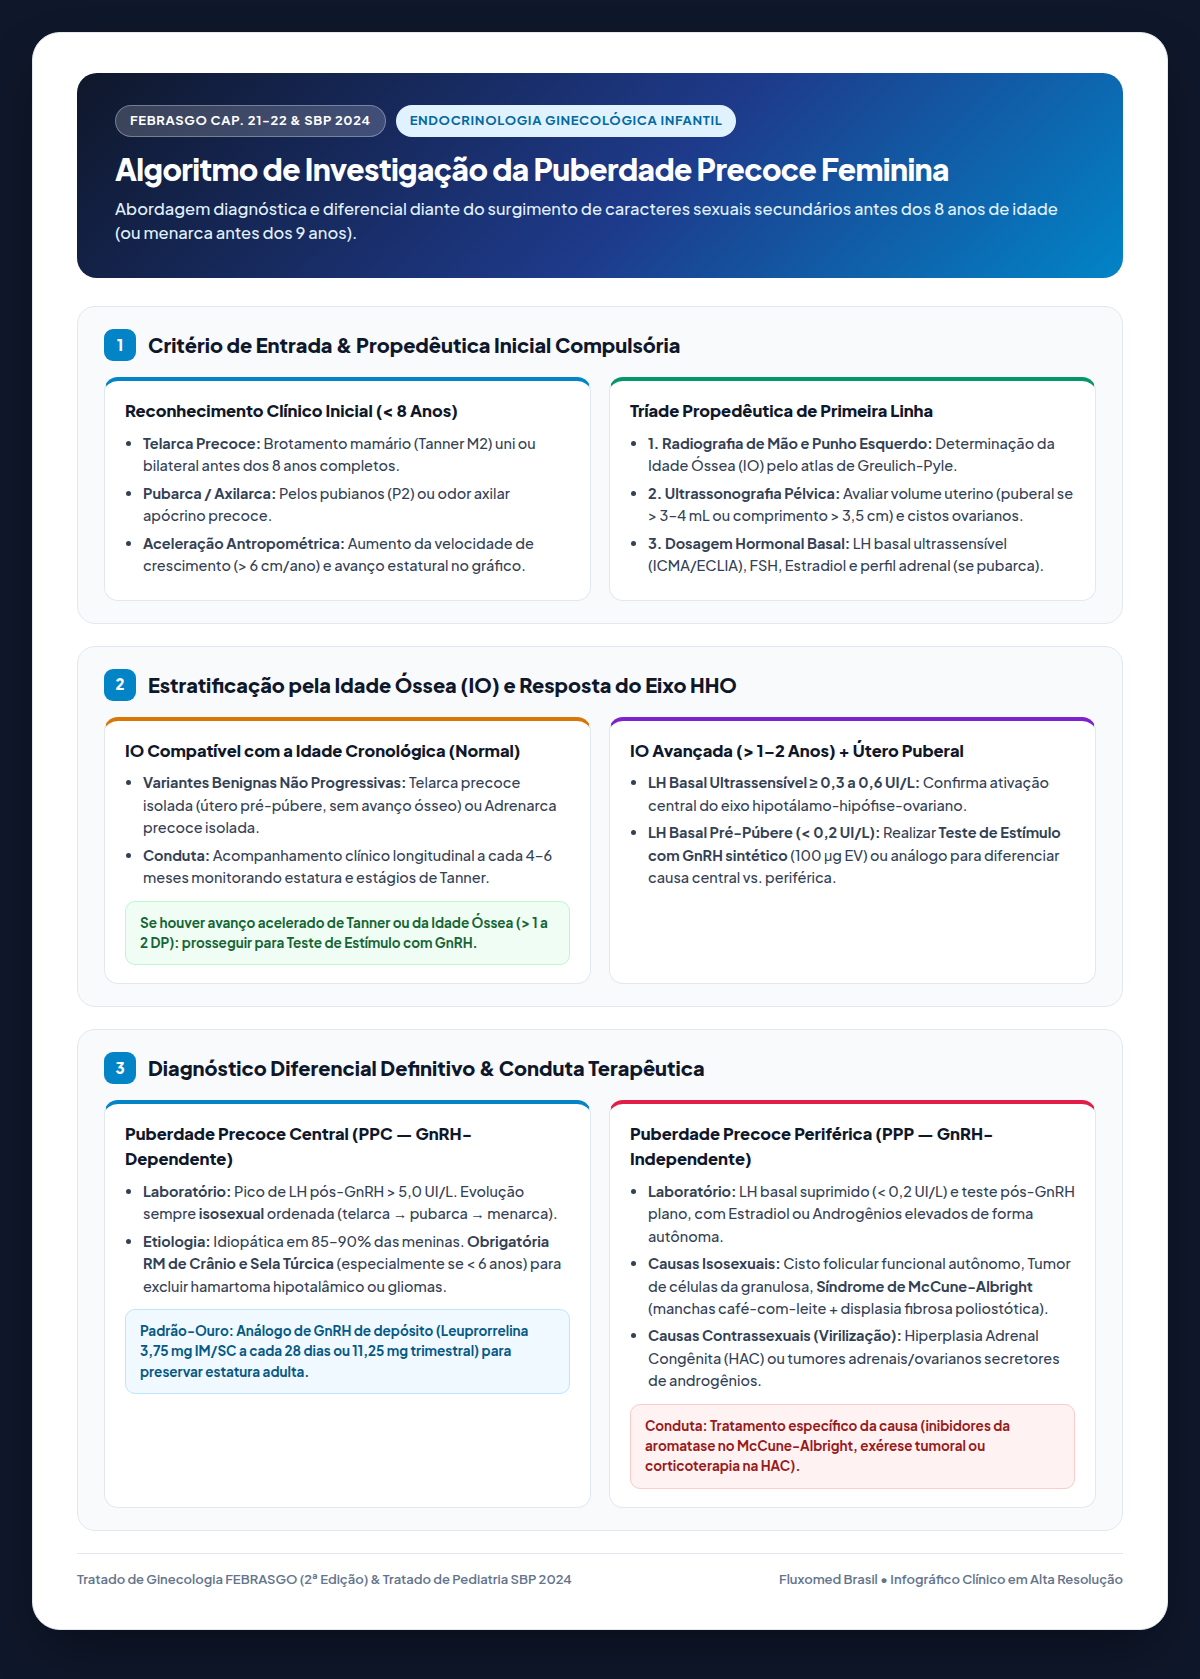 FEBRASGO CAP. 21–22 & SBP 2024
ENDOCRINOLOGIA GINECOLÓGICA INFANTIL
Algoritmo de Investigação da Puberdade Precoce Feminina
Abordagem diagnóstica e diferencial diante do surgimento de caracteres sexuais secundários antes dos 8 anos de idade
(ou menarca antes dos 9 anos).
1
Critério de Entrada & Propedêutica Inicial Compulsória
Reconhecimento Clínico Inicial (< 8 Anos)
• Telarca Precoce: Brotamento mamário (Tanner M2) uni ou
bilateral antes dos 8 anos completos.
• Pubarca / Axilarca: Pelos pubianos (P2) ou odor axilar
apócrino precoce.
• Aceleração Antropométrica: Aumento da velocidade de
crescimento (> 6 cm/ano) e avanço estatural no gráfico.
Tríade Propedêutica de Primeira Linha
• 1. Radiografia de Mão e Punho Esquerdo: Determinação da
Idade Óssea (IO) pelo atlas de Greulich-Pyle.
• 2. Ultrassonografia Pélvica: Avaliar volume uterino (puberal se
> 3–4 mL ou comprimento > 3,5 cm) e cistos ovarianos.
• 3. Dosagem Hormonal Basal: LH basal ultrassensível
(ICMA/ECLIA), FSH, Estradiol e perfil adrenal (se pubarca).
2
Estratificação pela Idade Óssea (IO) e Resposta do Eixo HHO
IO Compatível com a Idade Cronológica (Normal)
• Variantes Benignas Não Progressivas: Telarca precoce
isolada (útero pré-púbere, sem avanço ósseo) ou Adrenarca
precoce isolada.
• Conduta: Acompanhamento clínico longitudinal a cada 4–6
meses monitorando estatura e estágios de Tanner.
Se houver avanço acelerado de Tanner ou da Idade Óssea (> 1 a
2 DP): prosseguir para Teste de Estímulo com GnRH.
IO Avançada (> 1–2 Anos) + Útero Puberal
• LH Basal Ultrassensível ≥ 0,3 a 0,6 UI/L: Confirma ativação
central do eixo hipotálamo-hipófise-ovariano.
• LH Basal Pré-Púbere (< 0,2 UI/L): Realizar Teste de Estímulo
com GnRH sintético (100 µg EV) ou análogo para diferenciar
causa central vs. periférica.
3
Diagnóstico Diferencial Definitivo & Conduta Terapêutica
Puberdade Precoce Central (PPC — GnRH-
Dependente)
• Laboratório: Pico de LH pós-GnRH > 5,0 UI/L. Evolução
sempre isosexual ordenada (telarca → pubarca → menarca).
• Etiologia: Idiopática em 85–90% das meninas. Obrigatória
RM de Crânio e Sela Túrcica (especialmente se < 6 anos) para
excluir hamartoma hipotalâmico ou gliomas.
Padrão-Ouro: Análogo de GnRH de depósito (Leuprorrelina
3,75 mg IM/SC a cada 28 dias ou 11,25 mg trimestral) para
preservar estatura adulta.
Puberdade Precoce Periférica (PPP — GnRH-
Independente)
• Laboratório: LH basal suprimido (< 0,2 UI/L) e teste pós-GnRH
plano, com Estradiol ou Androgênios elevados de forma
autônoma.
• Causas Isosexuais: Cisto folicular funcional autônomo, Tumor
de células da granulosa, Síndrome de McCune-Albright
(manchas café-com-leite + displasia fibrosa poliostótica).
• Causas Contrassexuais (Virilização): Hiperplasia Adrenal
Congênita (HAC) ou tumores adrenais/ovarianos secretores
de androgênios.
Conduta: Tratamento específico da causa (inibidores da
aromatase no McCune-Albright, exérese tumoral ou
corticoterapia na HAC).
Tratado de Ginecologia FEBRASGO (2ª Edição) & Tratado de Pediatria SBP 2024
Fluxomed Brasil • Infográfico Clínico em Alta Resolução